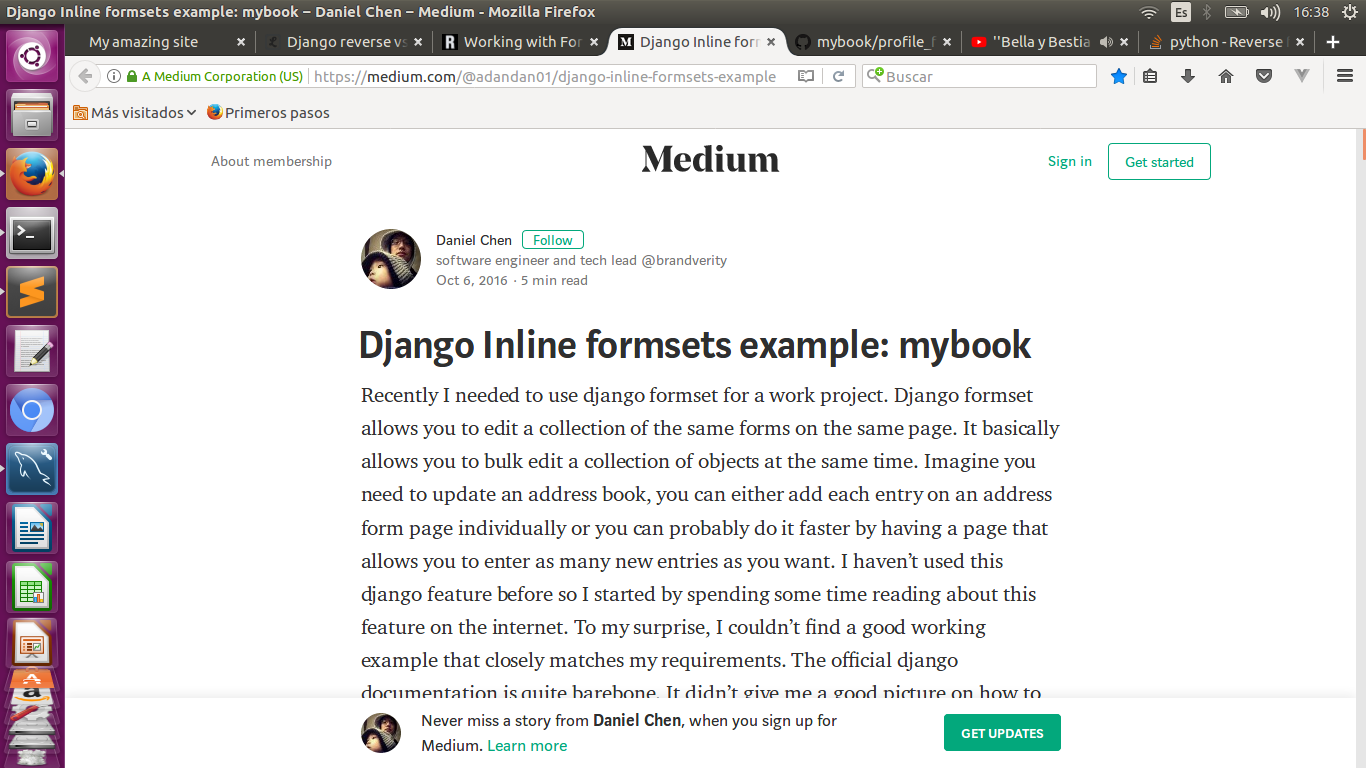 Django Inline formsets example: mybook – Daniel Chen – Medium - Mozilla Firefox
Es
16:38
My amazing site
Django reverse vs
Working with For
Django Inline for
mybook/profile_f
"Bella y Bestia
python - Reverse
A Medium Corporation (US)
https://medium.com/@adandan01/django-inline-formsets-example
Buscar
Más visitados
Primeros pasos
About membership
Medium
Sign in
Get started
Daniel Chen
Follow
software engineer and tech lead @brandverity
Oct 6, 2016 · 5 min read
Django Inline formsets example: mybook
Recently I needed to use django formset for a work project. Django formset
allows you to edit a collection of the same forms on the same page. It basically
allows you to bulk edit a collection of objects at the same time. Imagine you
need to update an address book, you can either add each entry on an address
form page individually or you can probably do it faster by having a page that
allows you to enter as many new entries as you want. I haven’t used this
django feature before so I started by spending some time reading about this
feature on the internet. To my surprise, I couldn’t find a good working
example that closely matches my requirements. The official django
documentation is quite barebone. It didn’t give me a good picture on how to
Never miss a story from Daniel Chen, when you sign up for
Medium. Learn more
GET UPDATES